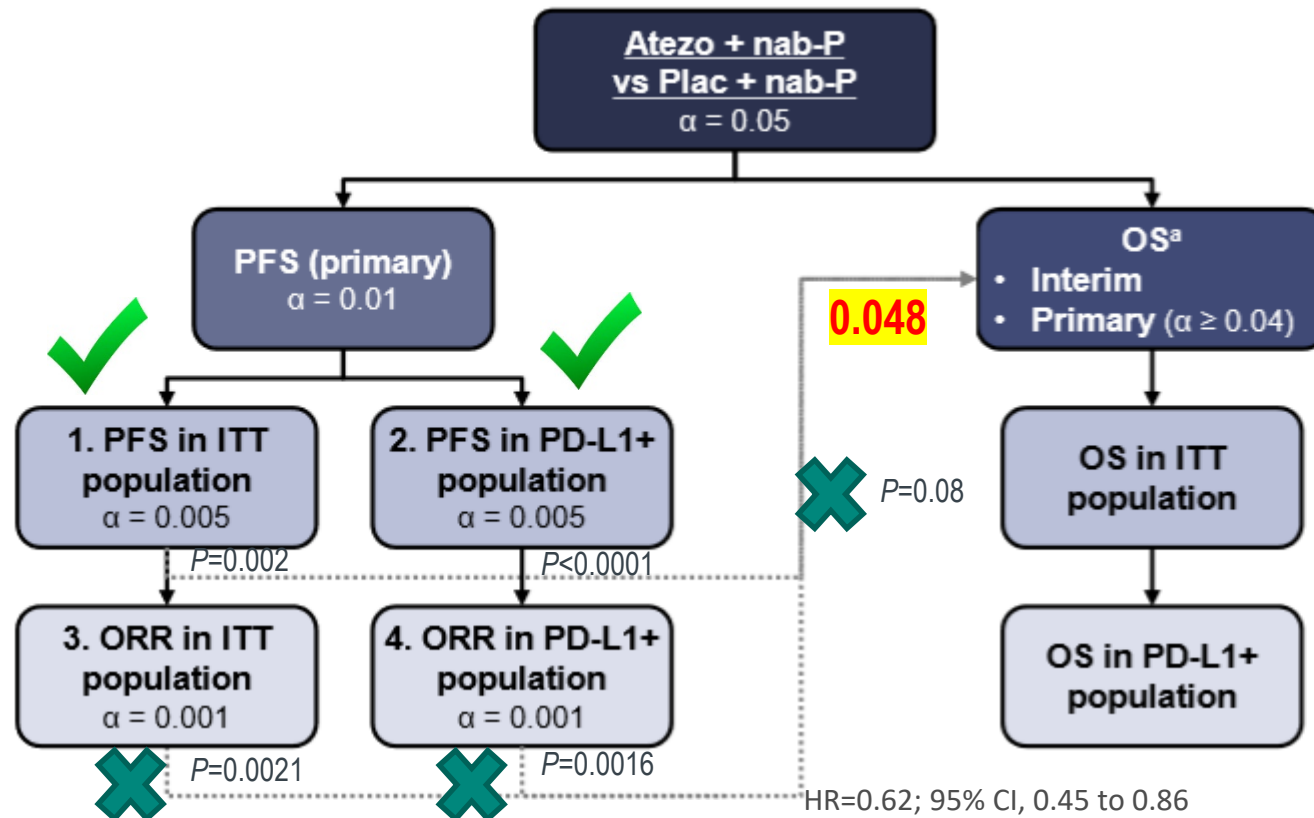 Atezo + nab-P
vs Plac + nab-P
α = 0.05
PFS (primary)
α = 0.01
OSᵃ
• Interim
• Primary (α ≥ 0.04)
0.048
1. PFS in ITT
population
α = 0.005
2. PFS in PD-L1+
population
α = 0.005
OS in ITT
population
P=0.08
P=0.002
P<0.0001
3. ORR in ITT
population
α = 0.001
4. ORR in PD-L1+
population
α = 0.001
OS in PD-L1+
population
P=0.0021
P=0.0016
HR=0.62; 95% CI, 0.45 to 0.86